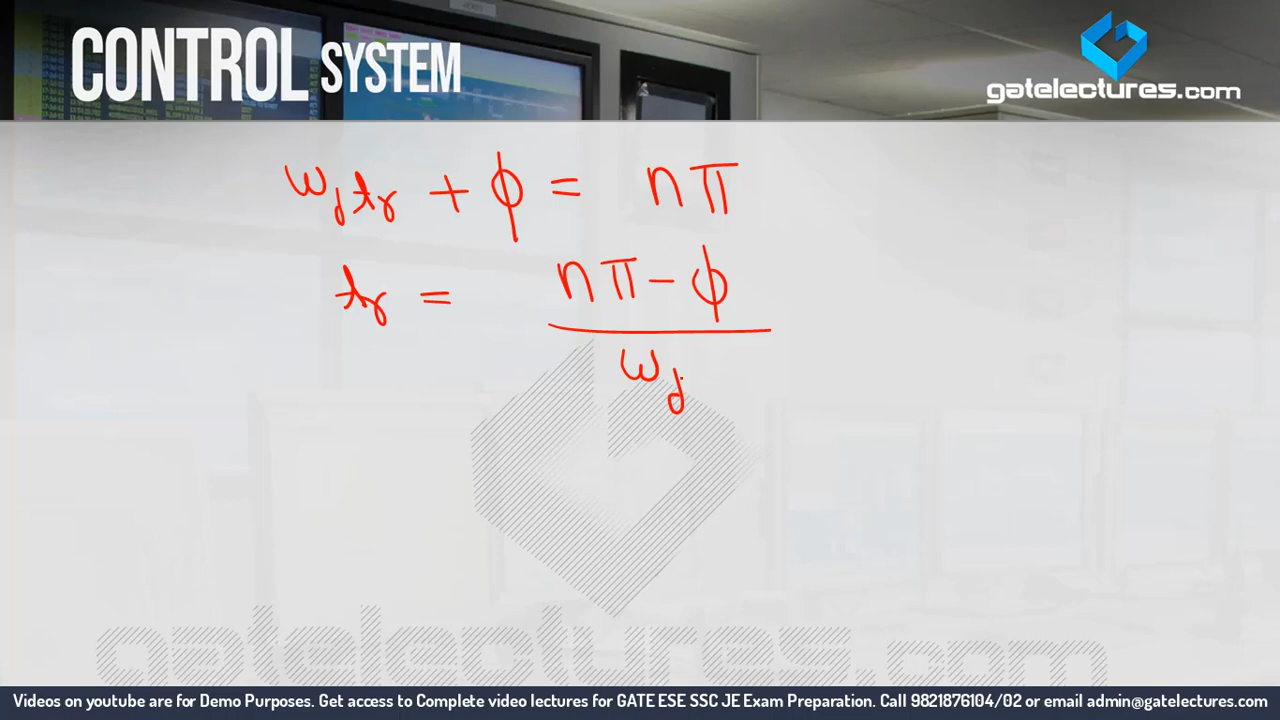 CONTROL SYSTEM
gatelectures.com
ω_d t_r + ϕ = nπ
t_r = nπ - ϕ
ω_d
gatelectures.com
Videos on youtube are for Demo Purposes. Get access to Complete video lectures for GATE ESE SSC JE Exam Preparation. Call 9821876104/02 or email admin@gatelectures.com